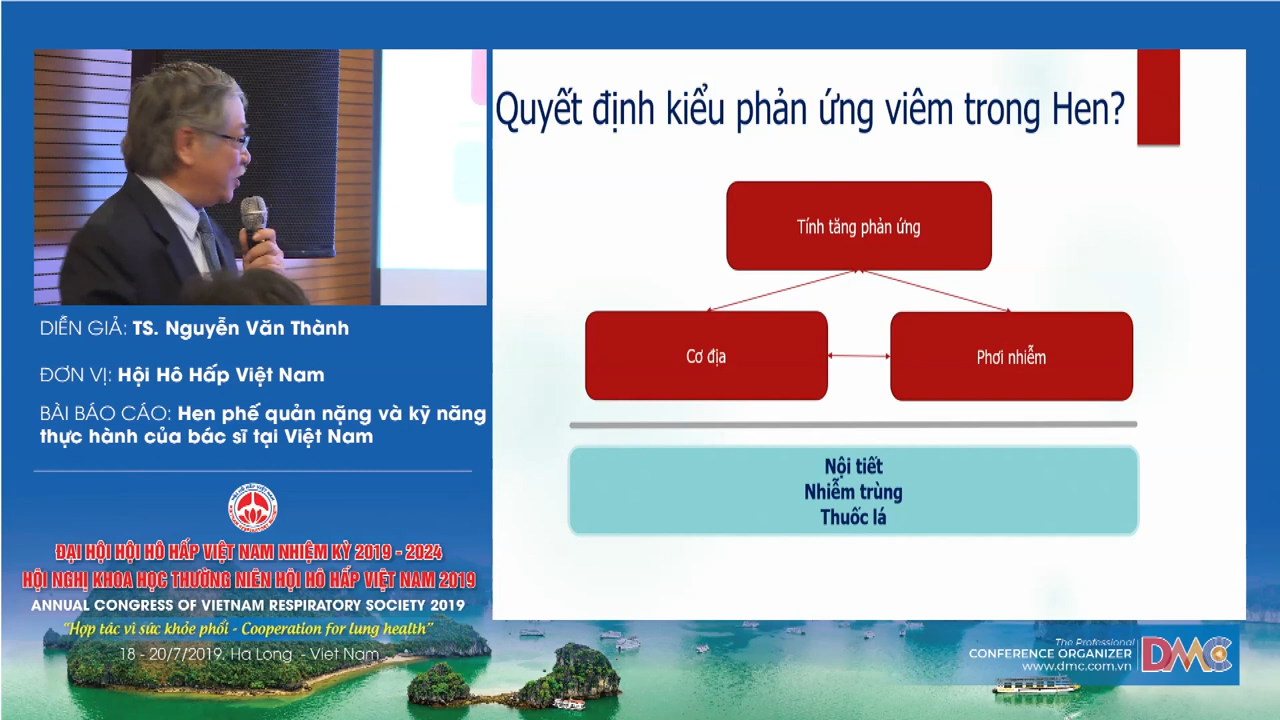 Quyết định kiểu phản ứng viêm trong Hen?
Tính tăng phản ứng
Cơ địa
Phơi nhiễm
Nội tiết
Nhiễm trùng
Thuốc lá
DIỄN GIẢ: TS. Nguyễn Văn Thành
ĐƠN VỊ: Hội Hô Hấp Việt Nam
BÀI BÁO CÁO: Hen phế quản nặng và kỹ năng
thực hành của bác sĩ tại Việt Nam
ĐẠI HỘI HỘI HÔ HẤP VIỆT NAM NHIỆM KỲ 2019 - 2024
HỘI NGHỊ KHOA HỌC THƯỜNG NIÊN HỘI HÔ HẤP VIỆT NAM 2019
ANNUAL CONGRESS OF VIETNAM RESPIRATORY SOCIETY 2019
"Hợp tác vì sức khỏe phổi - Cooperation for lung health"
18 - 20/7/2019. Ha Long - Viet Nam
The Professional
CONFERENCE ORGANIZER
www.dmc.com.vn
DMC